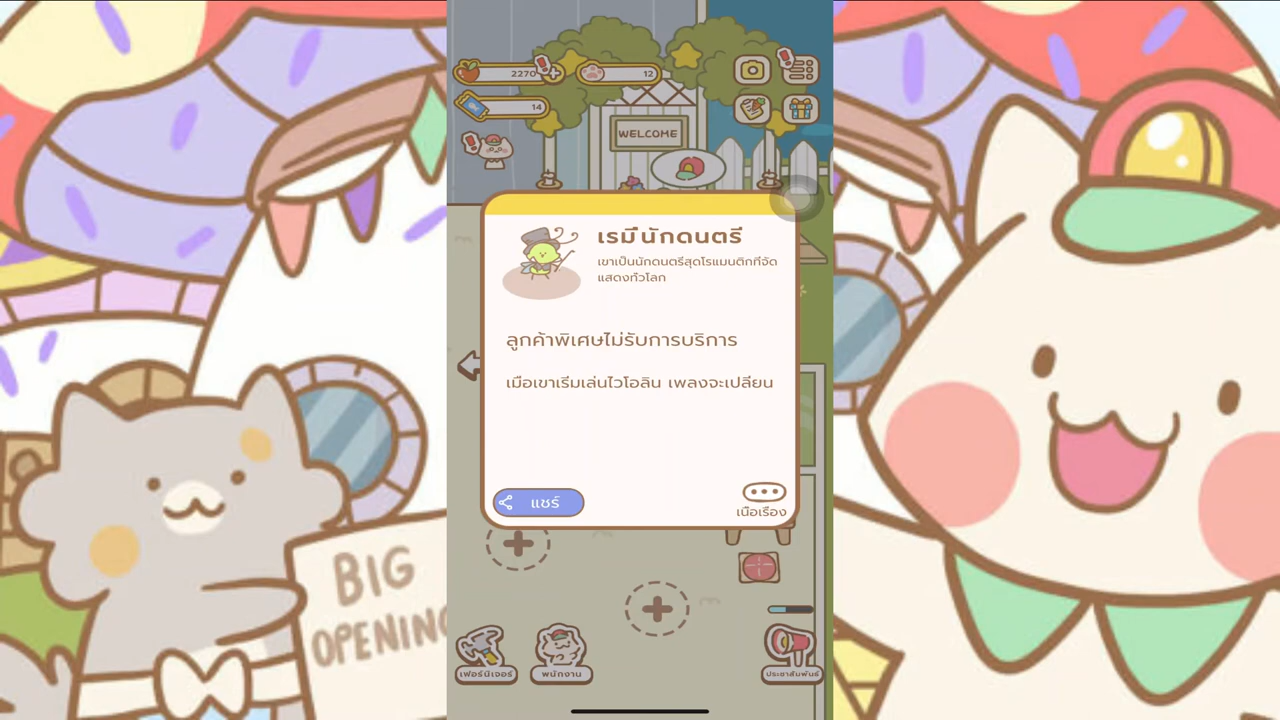 2270
12
14
WELCOME
เรมี นักดนตรี
เขาเป็นนักดนตรีสุดโรแมนติกที่จัด
แสดงทั่วโลก
ลูกค้าพิเศษไม่รับการบริการ
เมื่อเขาเริ่มเล่นไวโอลิน เพลงจะเปลี่ยน
แชร์
เนื้อเรื่อง
BIG
OPENING
เฟอร์นิเจอร์
พนักงาน
ประชาสัมพันธ์